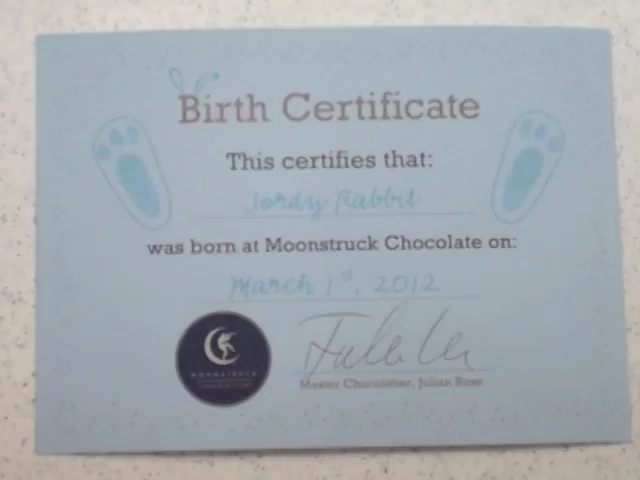 Birth Certificate
This certifies that:
Jordy Rabbit
was born at Moonstruck Chocolate on:
March 1st, 2012
MOONSTRUCK
Master Chocolatier, Julian Rose